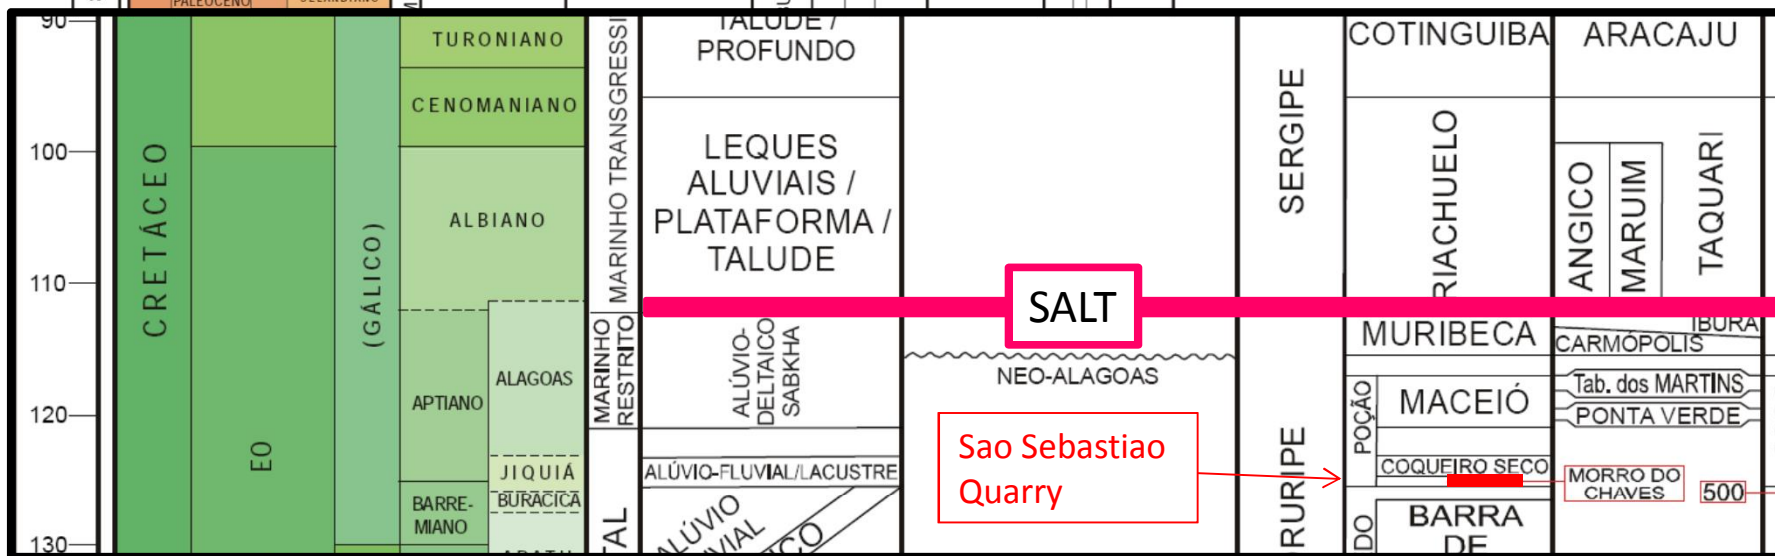 PALEOCENO
90
CRETÁCEO
EO
(GÁLICO)
TURONIANO
CENOMANIANO
ALBIANO
APTIANO
ALAGOAS
JIQUIÁ
BURACICA
BARRE-
MIANO
100
110
120
130
MARINHO
RESTRITO
TALUDE /
PROFUNDO
LEQUES
ALUVIAIS /
PLATAFORMA /
TALUDE
ALÚVIO-
DELTAICO
SABKHA
ALÚVIO-FLUVIAL/LACUSTRE
ALÚVIO
SALT
NEO-ALAGOAS
Sao Sebastiao
Quarry
SERGIPE
COTINGUIBA
RIACHUELO
MURIBECA
POÇÃO
MACEIÓ
COQUEIRO SECO
BARRA
DE
ARACAJU
ANGICO
MARUIM
TAQUARI
IBURA
CARMÓPOLIS
Tab. dos MARTINS
PONTA VERDE
MORRO DO
CHAVES
500